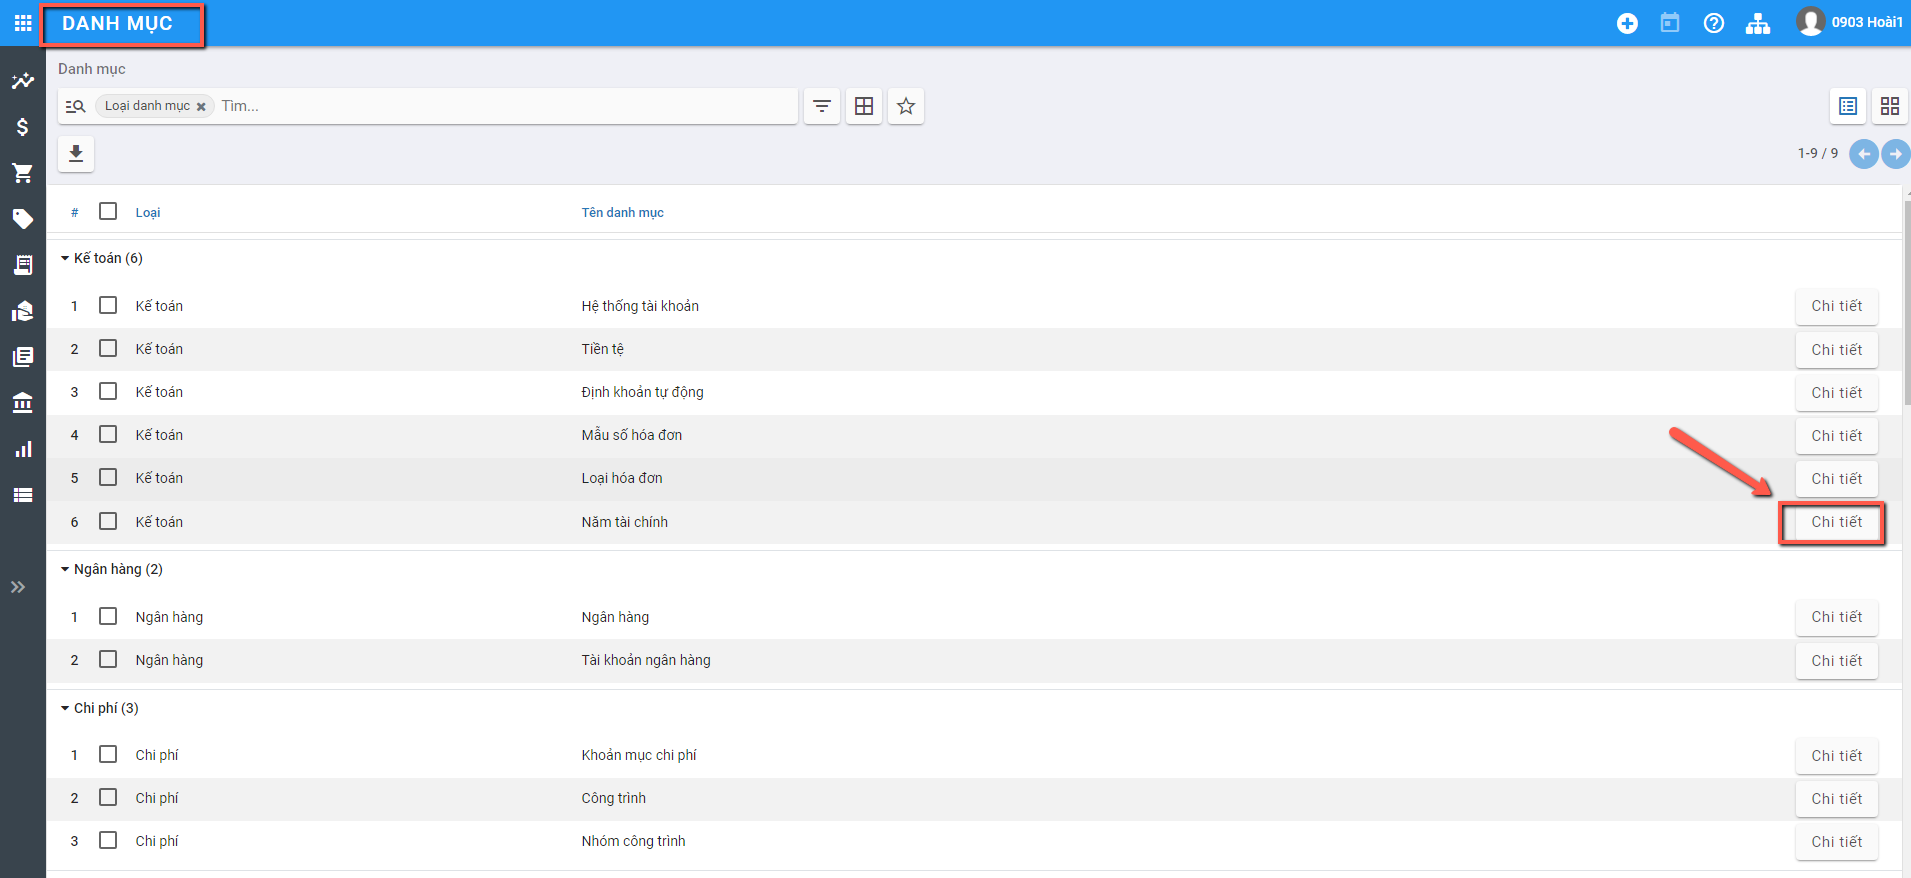 DANH MỤC
0903 Hoài1
Danh mục
Loại danh mục × Tìm...
1-9 / 9
# Loại Tên danh mục
Kế toán (6)
1 Kế toán Hệ thống tài khoản Chi tiết
2 Kế toán Tiền tệ Chi tiết
3 Kế toán Định khoản tự động Chi tiết
4 Kế toán Mẫu số hóa đơn Chi tiết
5 Kế toán Loại hóa đơn Chi tiết
6 Kế toán Năm tài chính Chi tiết
Ngân hàng (2)
1 Ngân hàng Ngân hàng Chi tiết
2 Ngân hàng Tài khoản ngân hàng Chi tiết
Chi phí (3)
1 Chi phí Khoản mục chi phí Chi tiết
2 Chi phí Công trình Chi tiết
3 Chi phí Nhóm công trình Chi tiết